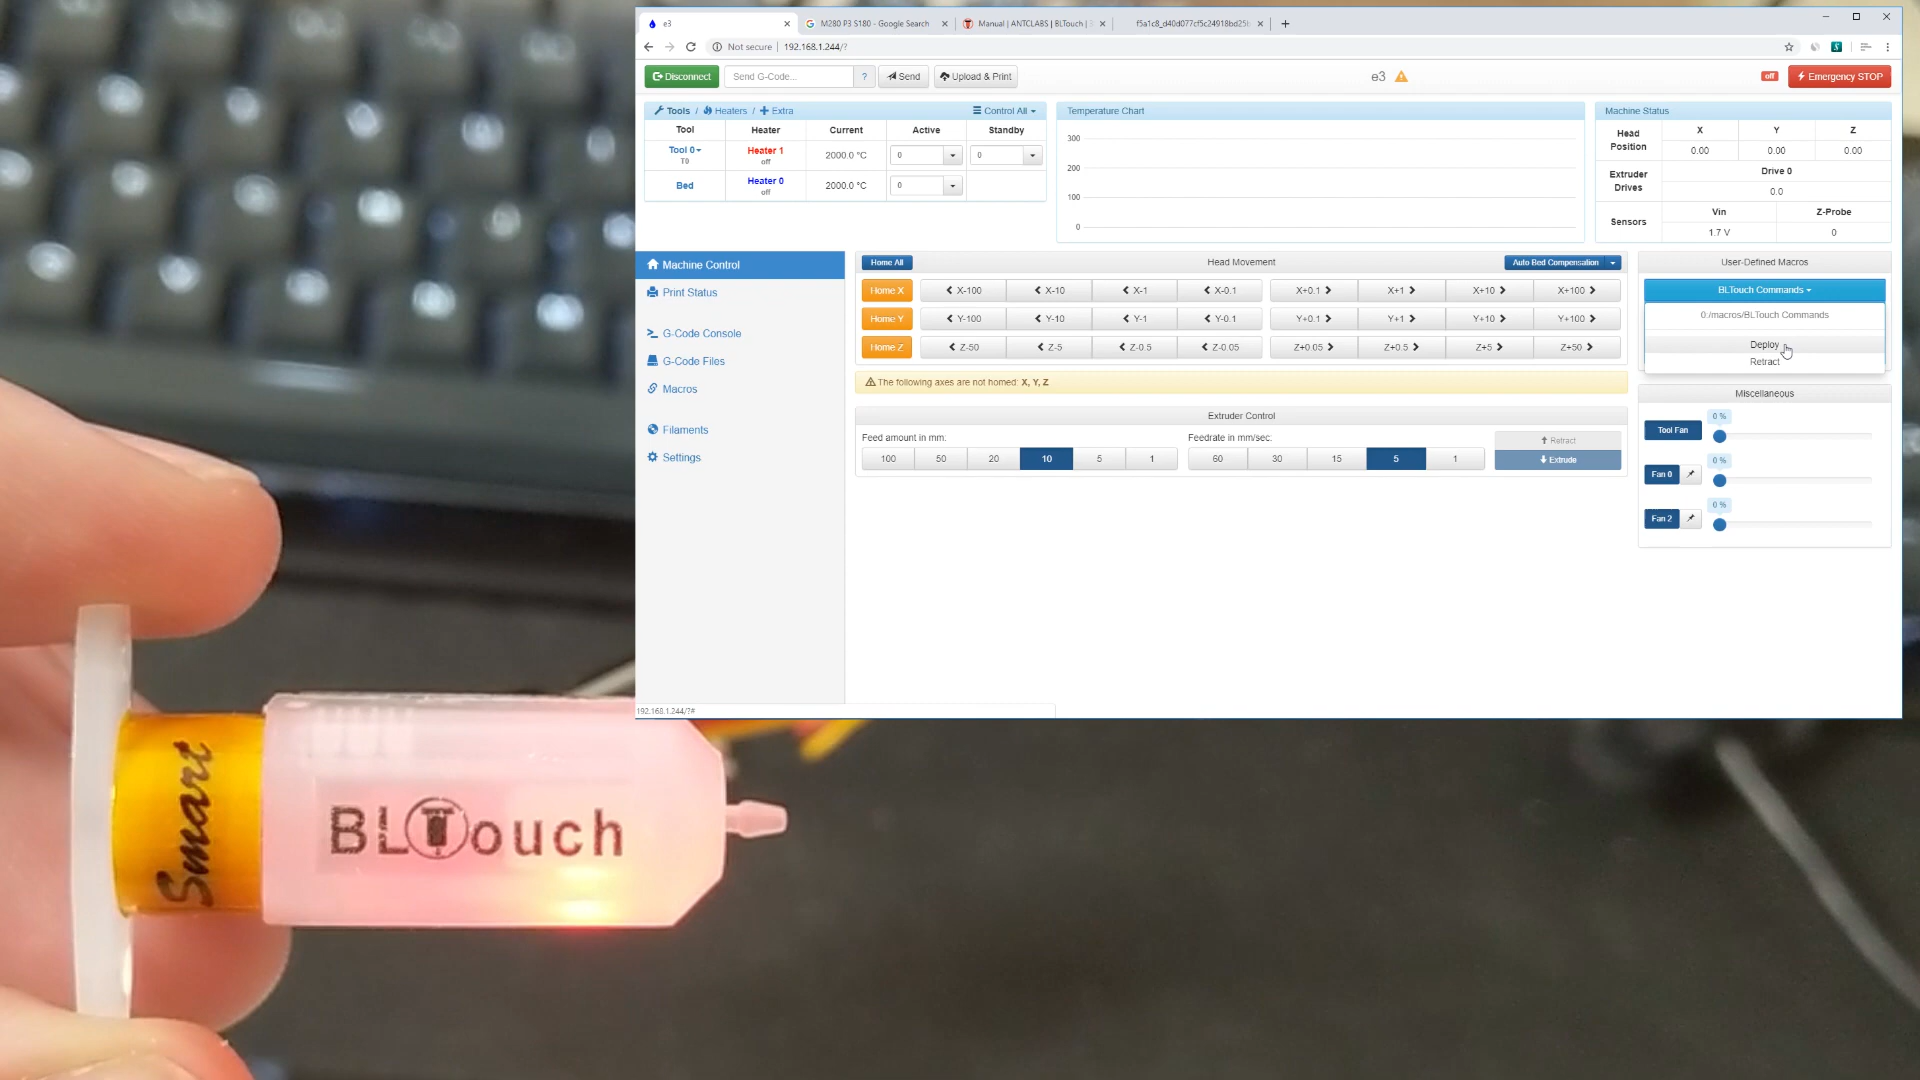 e3
M280 P3 S180 - Google Search
Manual | ANTCLABS | BLTouch |
Not secure | 192.168.1.244/?
Disconnect
Send G-Code...
?
Send
Upload & Print
e3
off
Emergency STOP
Tools / Heaters / Extra
Control All
Tool Heater Current Active Standby
Tool 0 Heater 1 2000.0 °C 0 0
T0 off
Bed Heater 0 2000.0 °C 0
off
Temperature Chart
300
200
100
0
Machine Status
Head Position
X Y Z
0.00 0.00 0.00
Extruder Drives
Drive 0
0.0
Sensors
Vin Z-Probe
1.7 V 0
Machine Control
Print Status
G-Code Console
G-Code Files
Macros
Filaments
Settings
Home All
Head Movement
Auto Bed Compensation
Home X X-100 X-10 X-1 X-0.1 X+0.1 X+1 X+10 X+100
Home Y Y-100 Y-10 Y-1 Y-0.1 Y+0.1 Y+1 Y+10 Y+100
Home Z Z-50 Z-5 Z-0.5 Z-0.05 Z+0.05 Z+0.5 Z+5 Z+50
The following axes are not homed: X, Y, Z
Extruder Control
Feed amount in mm:
100 50 20 10 5 1
Feedrate in mm/sec:
60 30 15 5 1
Retract
Extrude
User-Defined Macros
BLTouch Commands
0:/macros/BLTouch Commands
Deploy
Retract
Miscellaneous
Tool Fan 0 %
Fan 0 0 %
Fan 2 0 %
192.168.1.244/?#
Smart
BLTouch